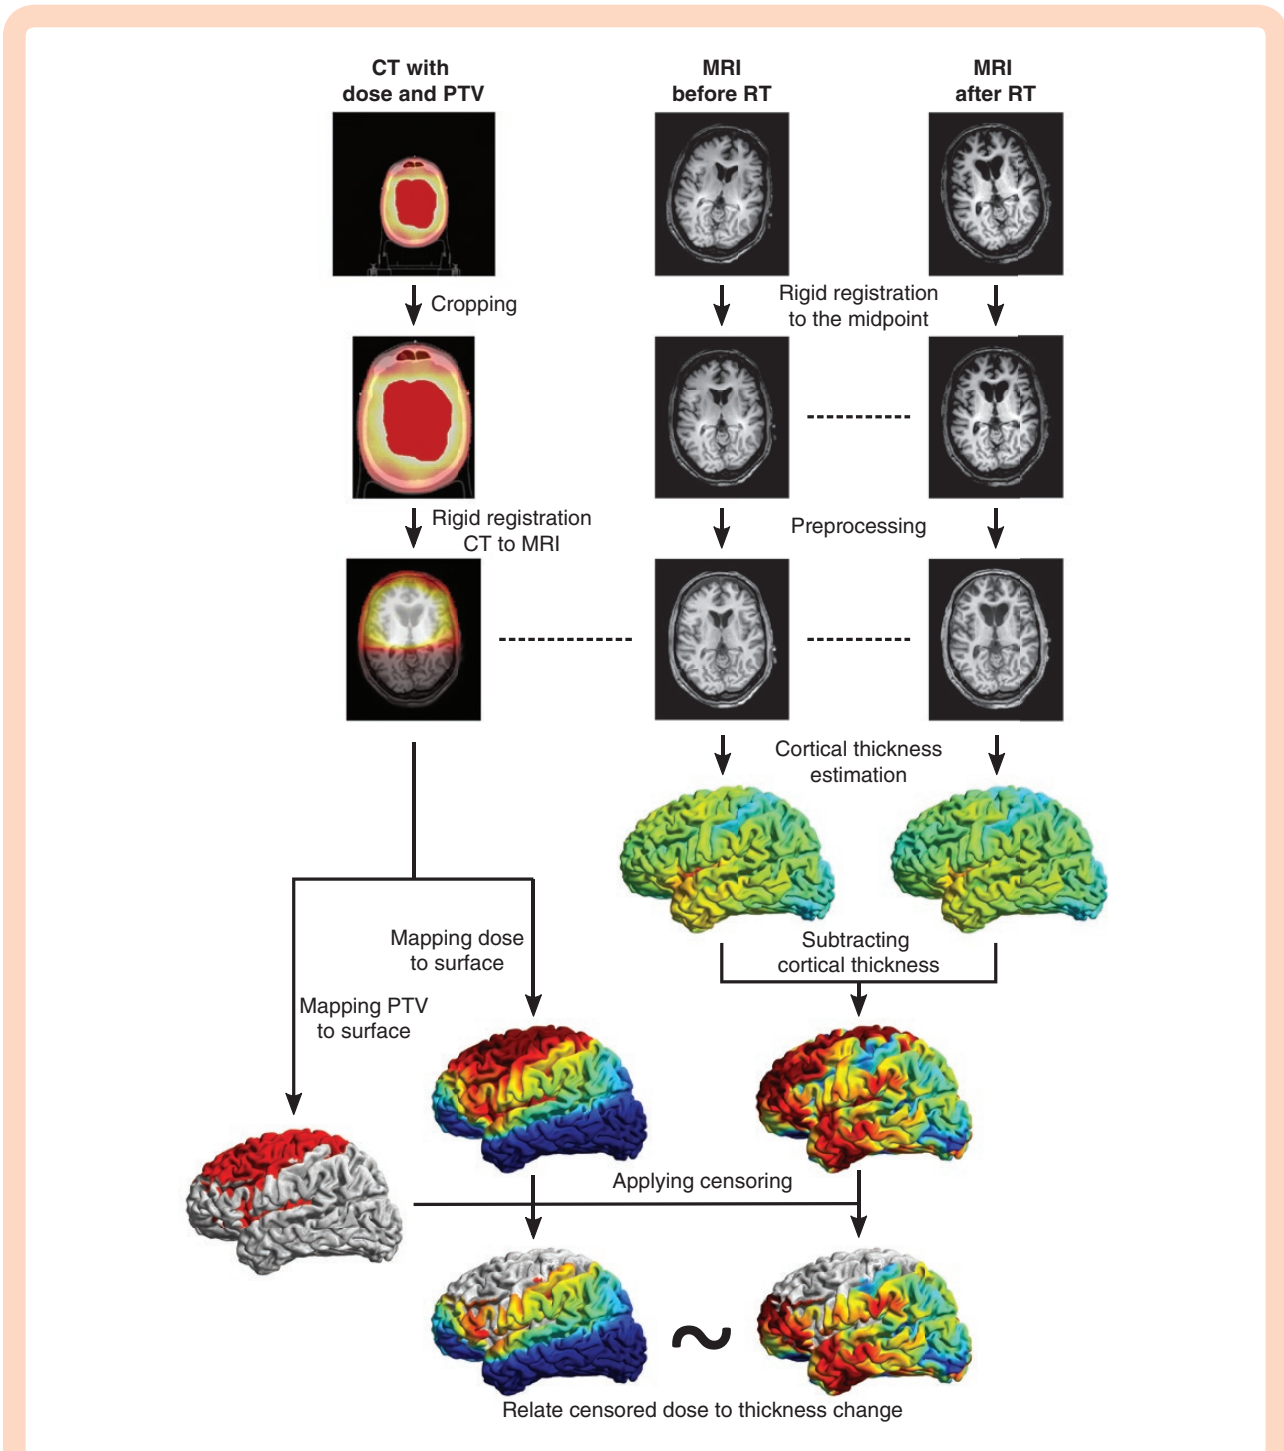 CT with
dose and PTV
MRI
before RT
MRI
after RT
Cropping
Rigid registration
to the midpoint
Rigid registration
CT to MRI
Preprocessing
Cortical thickness
estimation
Mapping dose
to surface
Subtracting
cortical thickness
Mapping PTV
to surface
Applying censoring
~
Relate censored dose to thickness change